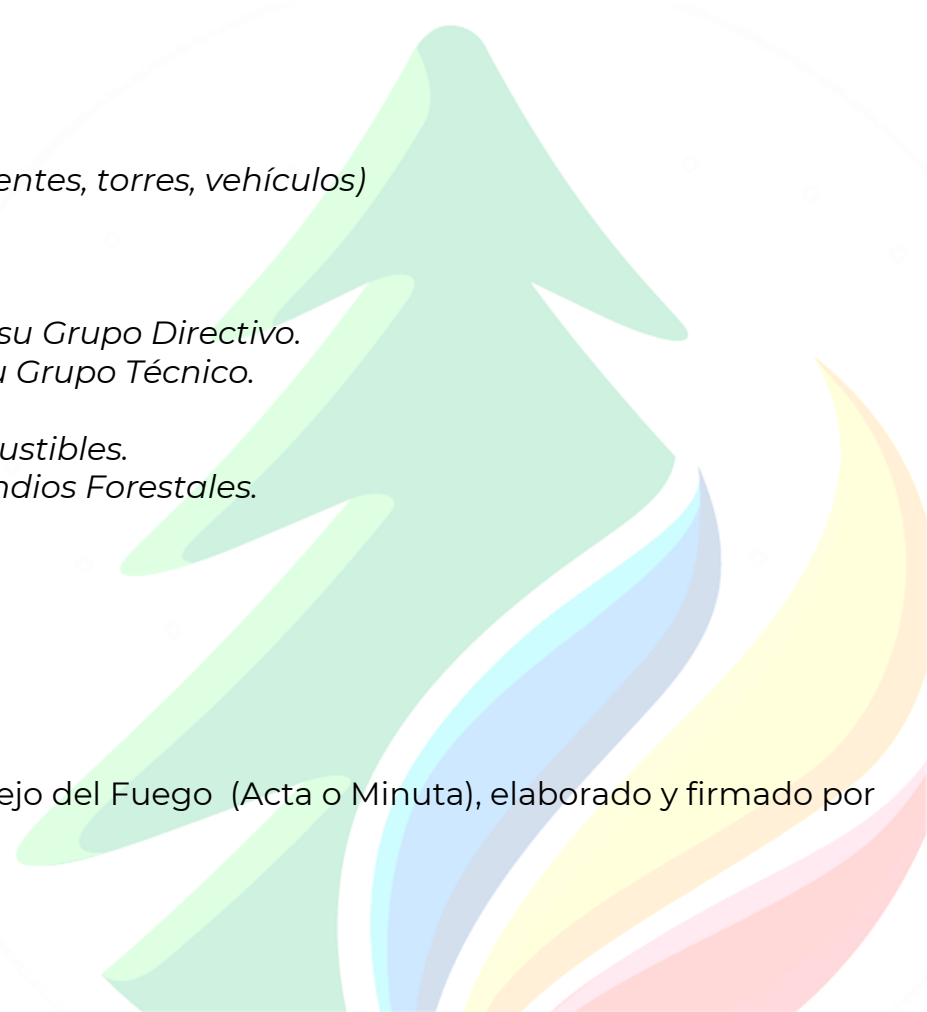 entes, torres, vehículos)
su Grupo Directivo.
u Grupo Técnico.
ustibles.
ndios Forestales.
ejo del Fuego (Acta o Minuta), elaborado y firmado por